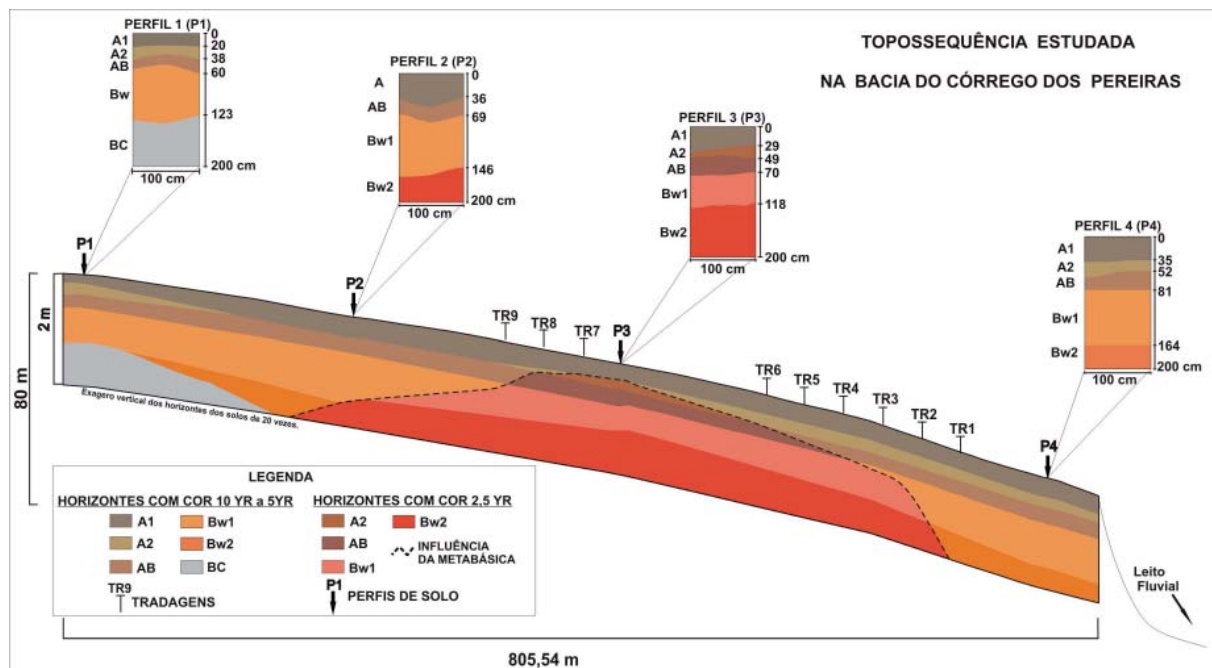 TOPOSSEQUÊNCIA ESTUDADA
NA BACIA DO CÓRREGO DOS PEREIRAS
PERFIL 1 (P1)
A1
A2
AB
Bw
BC
0
20
38
60
123
200 cm
100 cm
PERFIL 2 (P2)
A
AB
Bw1
Bw2
0
36
69
146
200 cm
100 cm
PERFIL 3 (P3)
A1
A2
AB
Bw1
Bw2
0
29
49
70
118
200 cm
100 cm
PERFIL 4 (P4)
A1
A2
AB
Bw1
Bw2
0
35
52
81
164
200 cm
100 cm
P1
P2
TR9
TR8
TR7
P3
TR6
TR5
TR4
TR3
TR2
TR1
P4
2 m
80 m
Exagero vertical dos horizontes dos solos de 20 vezes.
LEGENDA
HORIZONTES COM COR 10 YR a 5YR
A1
Bw1
A2
Bw2
AB
BC
HORIZONTES COM COR 2,5 YR
A2
Bw2
AB
INFLUÊNCIA
DA METABÁSICA
Bw1
TR9
TRADAGENS
P1
PERFIS DE SOLO
Leito
Fluvial
805,54 m